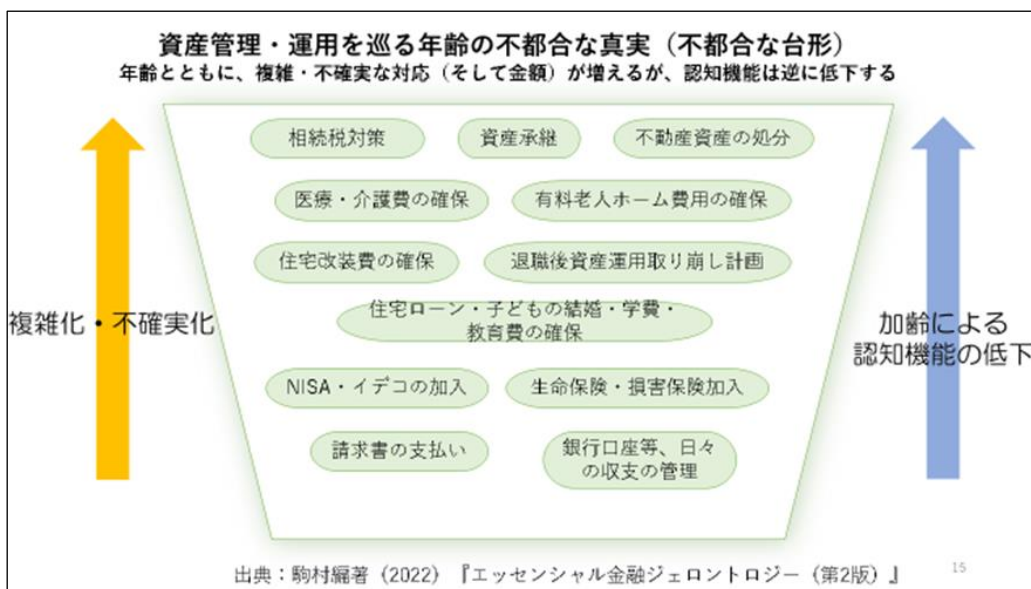 資産管理・運用を巡る年齢の不都合な真実（不都合な台形）
年齢とともに、複雑・不確実な対応（そして金額）が増えるが、認知機能は逆に低下する
相続税対策
資産承継
不動産資産の処分
医療・介護費の確保
有料老人ホーム費用の確保
住宅改装費の確保
退職後資産運用取り崩し計画
複雑化・不確実化
住宅ローン・子どもの結婚・学費・
教育費の確保
加齢による
認知機能の低下
NISA・イデコの加入
生命保険・損害保険加入
請求書の支払い
銀行口座等、日々
の収支の管理
出典：駒村編著（2022）『エッセンシャル金融ジェロントロジー（第2版）』
15